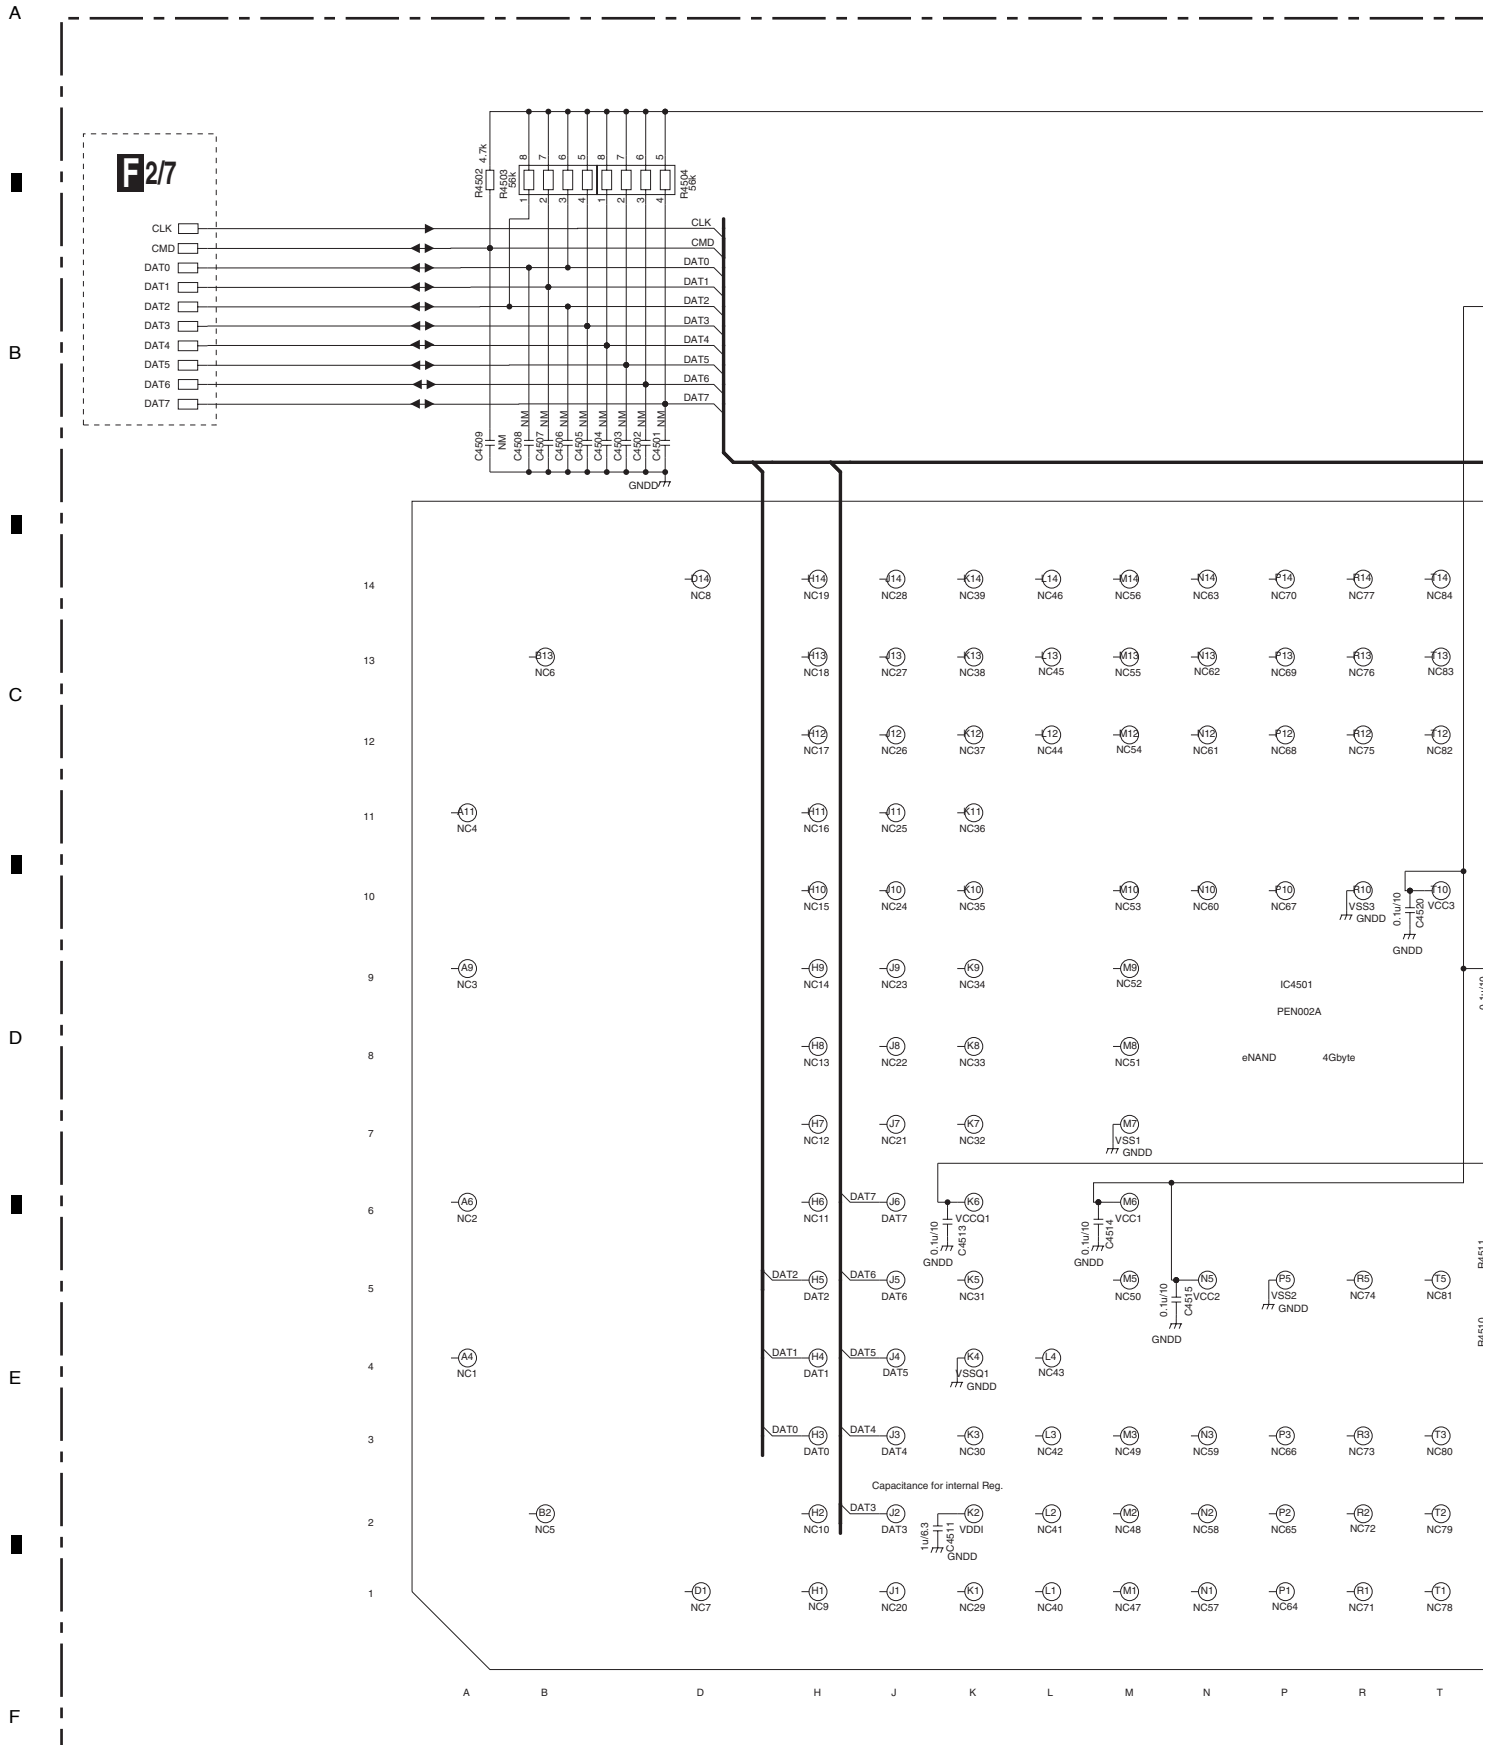 A
F 2/7
R4502 4.7k
R4503 56k
8 7 6 5 8 7 6 5
1 2 3 4 1 2 3 4
R4504 56k
CLK CLK
CMD CMD
DAT0 DAT0
DAT1 DAT1
DAT2 DAT2
DAT3 DAT3
B
DAT4 DAT4
DAT5 DAT5
DAT6 DAT6
DAT7 DAT7
C4509 NM
C4508 NM
C4507 NM
C4506 NM
C4505 NM
C4504 NM
C4503 NM
C4502 NM
C4501 NM
GNDD
14 D14 H14 J14 K14 L14 M14 N14 P14 R14 T14
NC8 NC19 NC28 NC39 NC46 NC56 NC63 NC70 NC77 NC84
13 B13 H13 J13 K13 L13 M13 N13 P13 R13 T13
NC6 NC18 NC27 NC38 NC45 NC55 NC62 NC69 NC76 NC83
C
12 H12 J12 K12 L12 M12 N12 P12 R12 T12
NC17 NC26 NC37 NC44 NC54 NC61 NC68 NC75 NC82
11 A11 H11 J11 K11
NC4 NC16 NC25 NC36
10 H10 J10 K10 M10 N10 P10 R10 T10
NC15 NC24 NC35 NC53 NC60 NC67 VSS3 VCC3
GNDD
0.1u/10
C4520
GNDD
9 A9 H9 J9 K9 M9
NC3 NC14 NC23 NC34 NC52
IC4501
PEN002A
0.1u/10
D
8 H8 J8 K8 M8
NC13 NC22 NC33 NC51
eNAND 4Gbyte
7 H7 J7 K7 M7
NC12 NC21 NC32 VSS1
GNDD
6 A6 H6 DAT7 J6 K6 M6
NC2 NC11 DAT7 VCCQ1 VCC1
0.1u/10
C4513
GNDD
0.1u/10
C4514
GNDD
R4511
5 DAT2 H5 DAT6 J5 K5 M5 N5 P5 R5 T5
DAT2 DAT6 NC31 NC50 VCC2 VSS2 NC74 NC81
0.1u/10
C4515
GNDD
GNDD
R4510
4 A4 DAT1 H4 DAT5 J4 K4 L4
NC1 DAT1 DAT5 VSSQ1 NC43
GNDD
E
3 DAT0 H3 DAT4 J3 K3 L3 M3 N3 P3 R3 T3
DAT0 DAT4 NC30 NC42 NC49 NC59 NC66 NC73 NC80
Capacitance for internal Reg.
2 B2 H2 DAT3 J2 K2 L2 M2 N2 P2 R2 T2
NC5 NC10 DAT3 VDDI NC41 NC48 NC58 NC65 NC72 NC79
1u/6.3
C4511
GNDD
1 D1 H1 J1 K1 L1 M1 N1 P1 R1 T1
NC7 NC9 NC20 NC29 NC40 NC47 NC57 NC64 NC71 NC78
A B D H J K L M N P R T
F